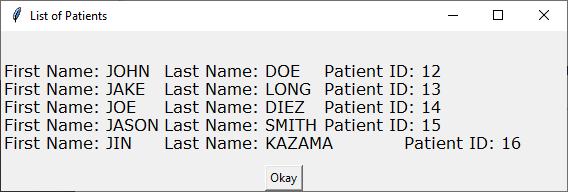 List of Patients
First Name: JOHN Last Name: DOE Patient ID: 12
First Name: JAKE Last Name: LONG Patient ID: 13
First Name: JOE Last Name: DIEZ Patient ID: 14
First Name: JASON Last Name: SMITH Patient ID: 15
First Name: JIN Last Name: KAZAMA Patient ID: 16
Okay